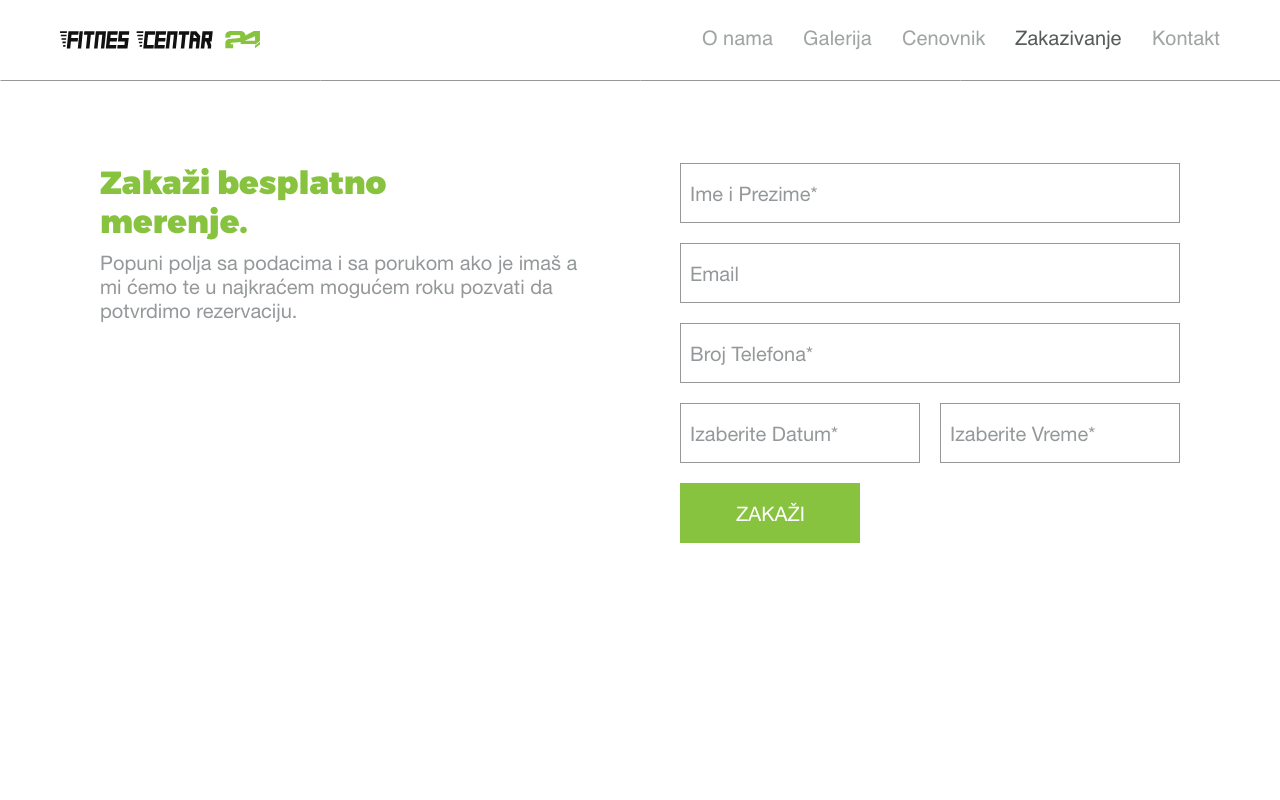 FITNES CENTAR 24
O nama Galerija Cenovnik Zakazivanje Kontakt
Zakaži besplatno
merenje.
Popuni polja sa podacima i sa porukom ako je imaš a
mi ćemo te u najkraćem mogućem roku pozvati da
potvrdimo rezervaciju.
Ime i Prezime*
Email
Broj Telefona*
Izaberite Datum* Izaberite Vreme*
ZAKAŽI